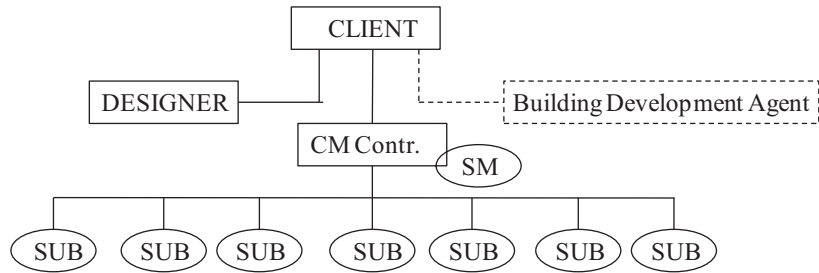 CLIENT
DESIGNER
Building Development Agent
CM Contr.
SM
SUB
SUB
SUB
SUB
SUB
SUB
SUB